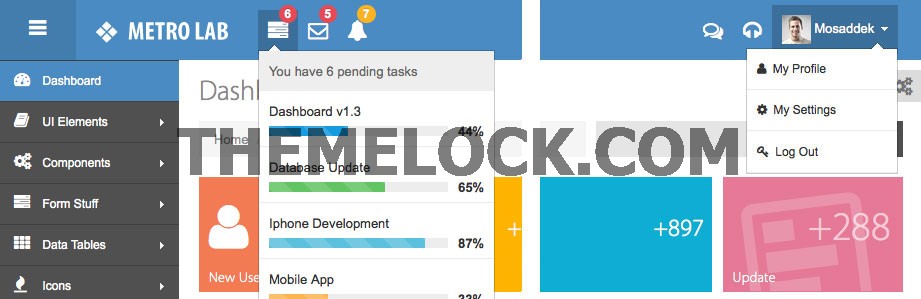 METRO LAB
6
5
7
Mosaddek
Dashboard
UI Elements
Components
Form Stuff
Data Tables
Icons
You have 6 pending tasks
Dashboard v1.3
44%
Database Update
65%
Iphone Development
87%
Mobile App
33%
Dashb
Home
New Use
+
+897
+288
Update
My Profile
My Settings
Log Out
THEMELOCK.COM